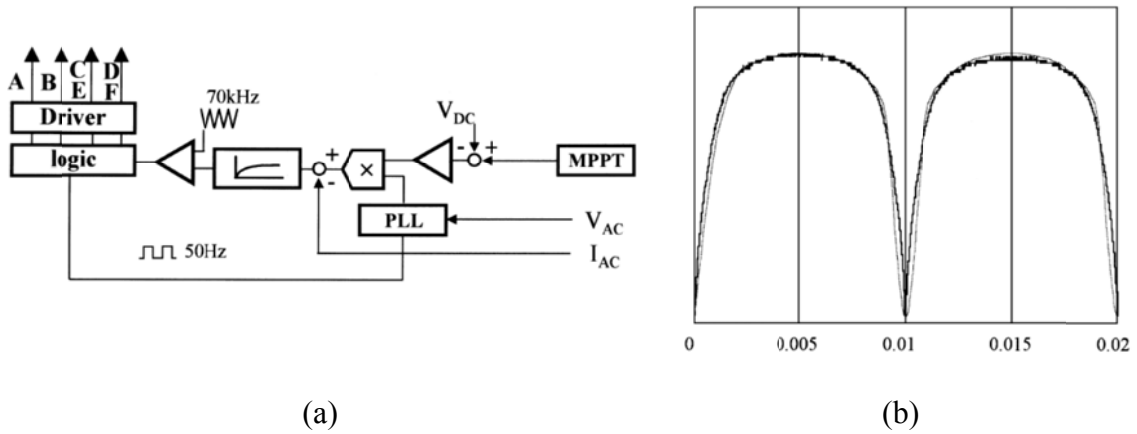 A B C E D F
Driver
logic
70kHz
V_DC
- +
+
-
×
MPPT
PLL
V_AC
I_AC
50Hz
0 0.005 0.01 0.015 0.02
(a) (b)